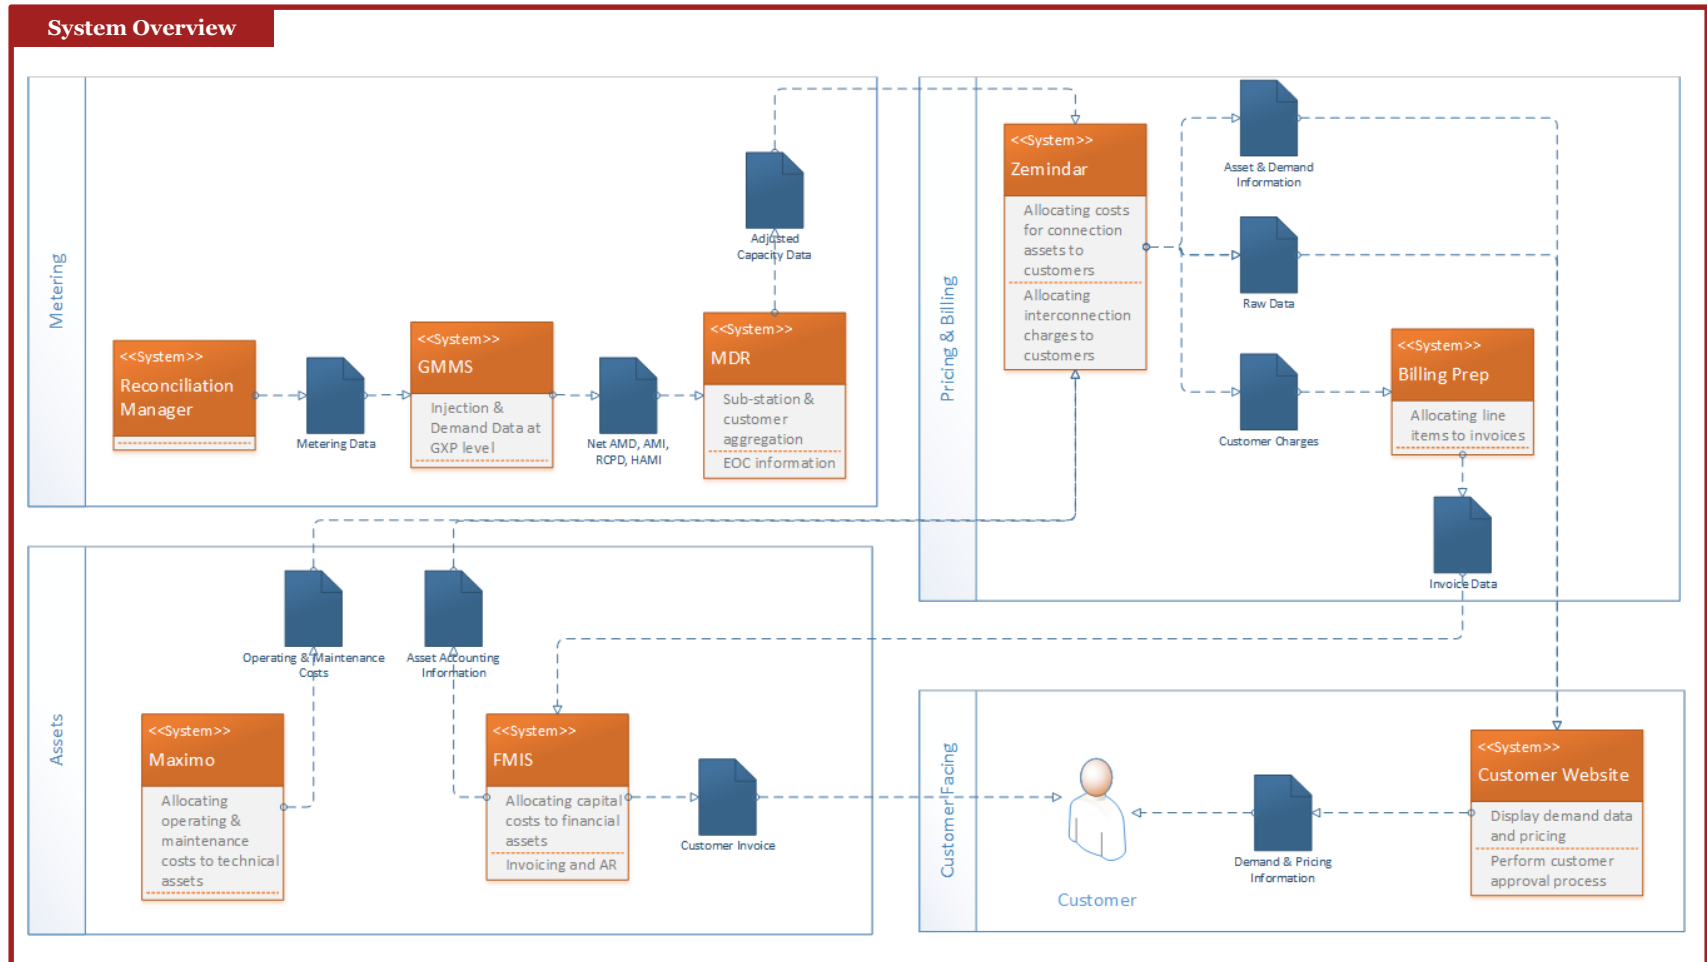 System Overview
Metering
<<System>>
Reconciliation
Manager
Metering Data
<<System>>
GMMS
Injection &
Demand Data at
GXP level
Net AMD, AMI,
RCPD, HAMI
<<System>>
MDR
Sub-station &
customer
aggregation
EOC information
Adjusted
Capacity Data
Pricing & Billing
<<System>>
Zemindar
Allocating costs
for connection
assets to
customers
Allocating
interconnection
charges to
customers
Asset & Demand
Information
Raw Data
Customer Charges
<<System>>
Billing Prep
Allocating line
items to invoices
Invoice Data
Assets
Operating & Maintenance
Costs
Asset Accounting
Information
<<System>>
Maximo
Allocating
operating &
maintenance
costs to technical
assets
<<System>>
FMIS
Allocating capital
costs to financial
assets
Invoicing and AR
Customer Invoice
Customer Facing
Customer
Demand & Pricing
Information
<<System>>
Customer Website
Display demand data
and pricing
Perform customer
approval process